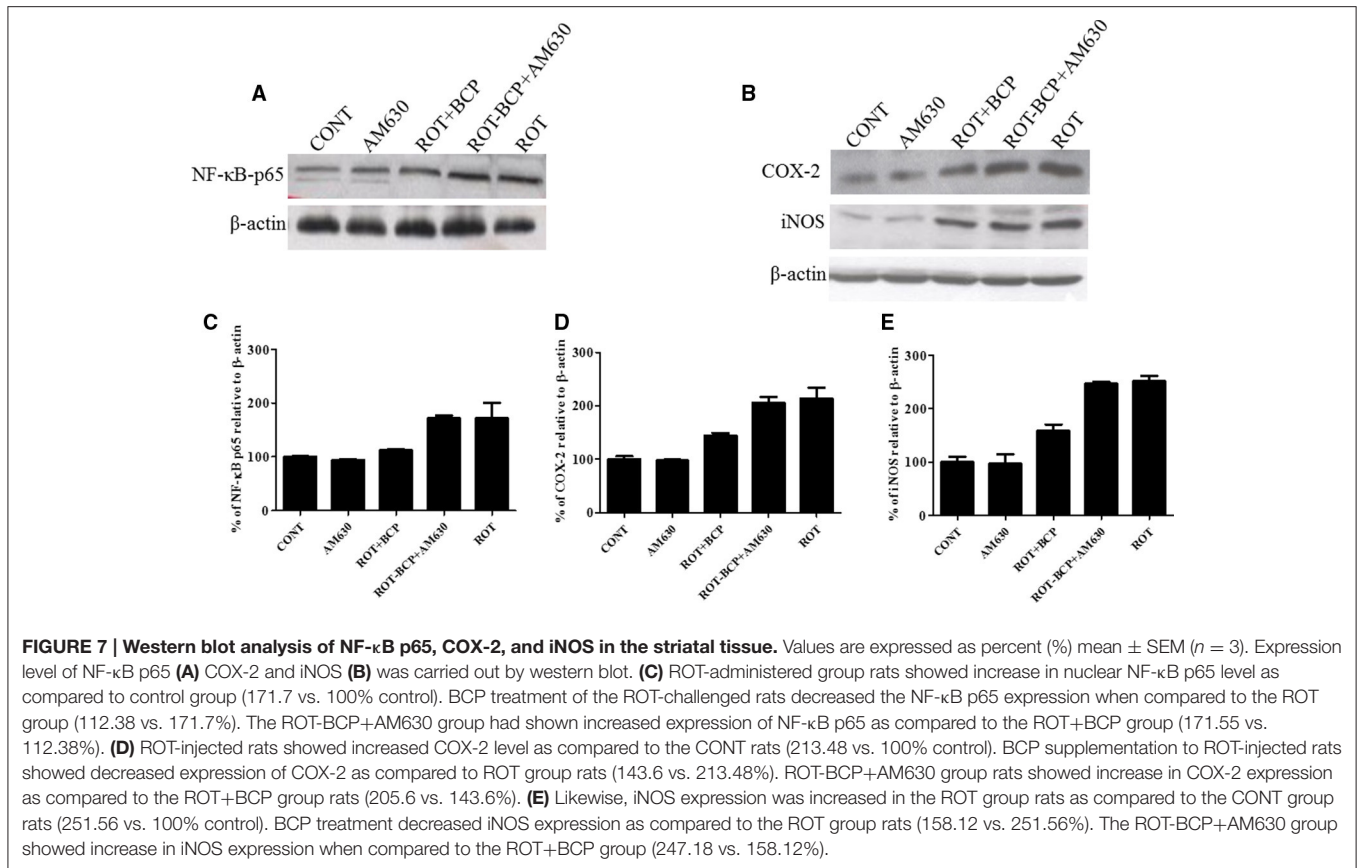 A
CONT
AM630
ROT+BCP
ROT-BCP+AM630
ROT
NF-κB-p65
β-actin
B
CONT
AM630
ROT+BCP
ROT-BCP+AM630
ROT
COX-2
iNOS
β-actin
C
% of NF-κB p65 relative to β- actin
300
200
100
0
CONT
AM630
ROT+BCP
ROT-BCP+AM630
ROT
D
% of COX-2 relative to β-actin
300
200
100
0
CONT
AM630
ROT+BCP
ROT-BCP+AM630
ROT
E
% of iNOS relative to β-actin
300
200
100
0
CONT
AM630
ROT+BCP
ROT-BCP+AM630
ROT
FIGURE 7 | Western blot analysis of NF-κB p65, COX-2, and iNOS in the striatal tissue. Values are expressed as percent (%) mean ± SEM (n = 3). Expression
level of NF-κB p65 (A) COX-2 and iNOS (B) was carried out by western blot. (C) ROT-administered group rats showed increase in nuclear NF-κB p65 level as
compared to control group (171.7 vs. 100% control). BCP treatment of the ROT-challenged rats decreased the NF-κB p65 expression when compared to the ROT
group (112.38 vs. 171.7%). The ROT-BCP+AM630 group had shown increased expression of NF-κB p65 as compared to the ROT+BCP group (171.55 vs.
112.38%). (D) ROT-injected rats showed increased COX-2 level as compared to the CONT rats (213.48 vs. 100% control). BCP supplementation to ROT-injected rats
showed decreased expression of COX-2 as compared to ROT group rats (143.6 vs. 213.48%). ROT-BCP+AM630 group rats showed increase in COX-2 expression
as compared to the ROT+BCP group rats (205.6 vs. 143.6%). (E) Likewise, iNOS expression was increased in the ROT group rats as compared to the CONT group
rats (251.56 vs. 100% control). BCP treatment decreased iNOS expression as compared to the ROT group rats (158.12 vs. 251.56%). The ROT-BCP+AM630 group
showed increase in iNOS expression when compared to the ROT+BCP group (247.18 vs. 158.12%).